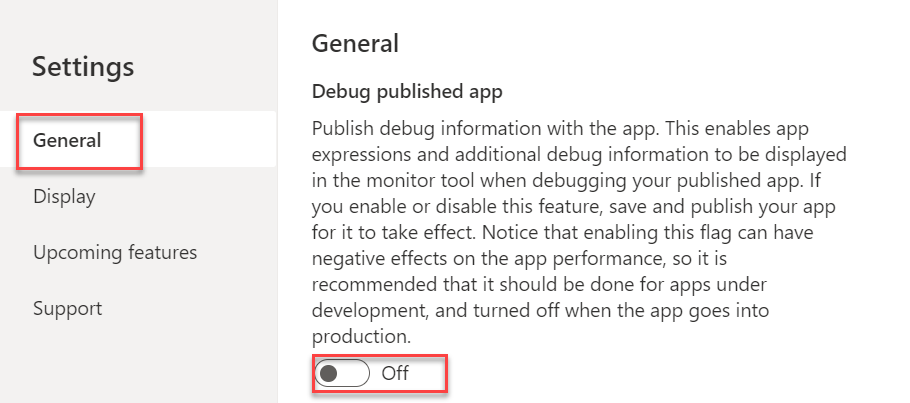 Settings
General
Display
Upcoming features
Support
General
Debug published app
Publish debug information with the app. This enables app
expressions and additional debug information to be displayed
in the monitor tool when debugging your published app. If
you enable or disable this feature, save and publish your app
for it to take effect. Notice that enabling this flag can have
negative effects on the app performance, so it is
recommended that it should be done for apps under
development, and turned off when the app goes into
production.
Off